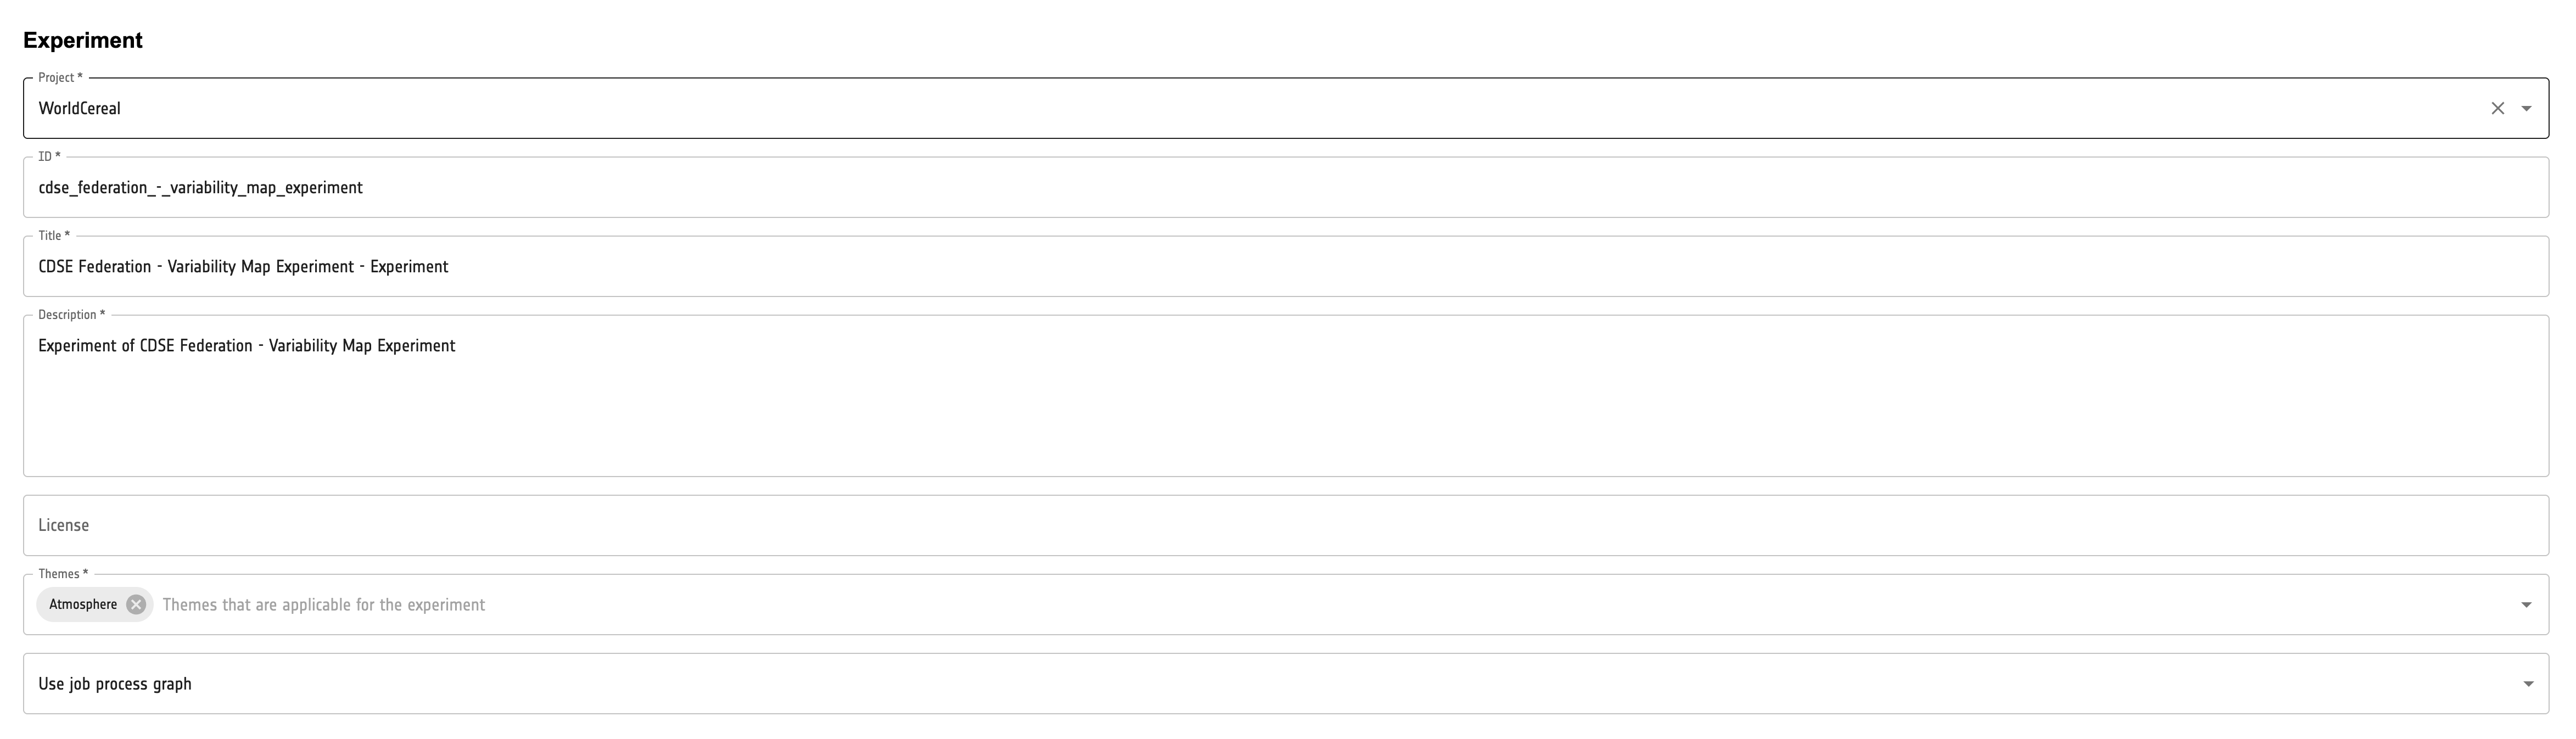 Experiment
Project *
WorldCereal
ID *
cdse_federation_-_variability_map_experiment
Title *
CDSE Federation - Variability Map Experiment - Experiment
Description *
Experiment of CDSE Federation - Variability Map Experiment
License
Themes *
Atmosphere Themes that are applicable for the experiment
Use job process graph